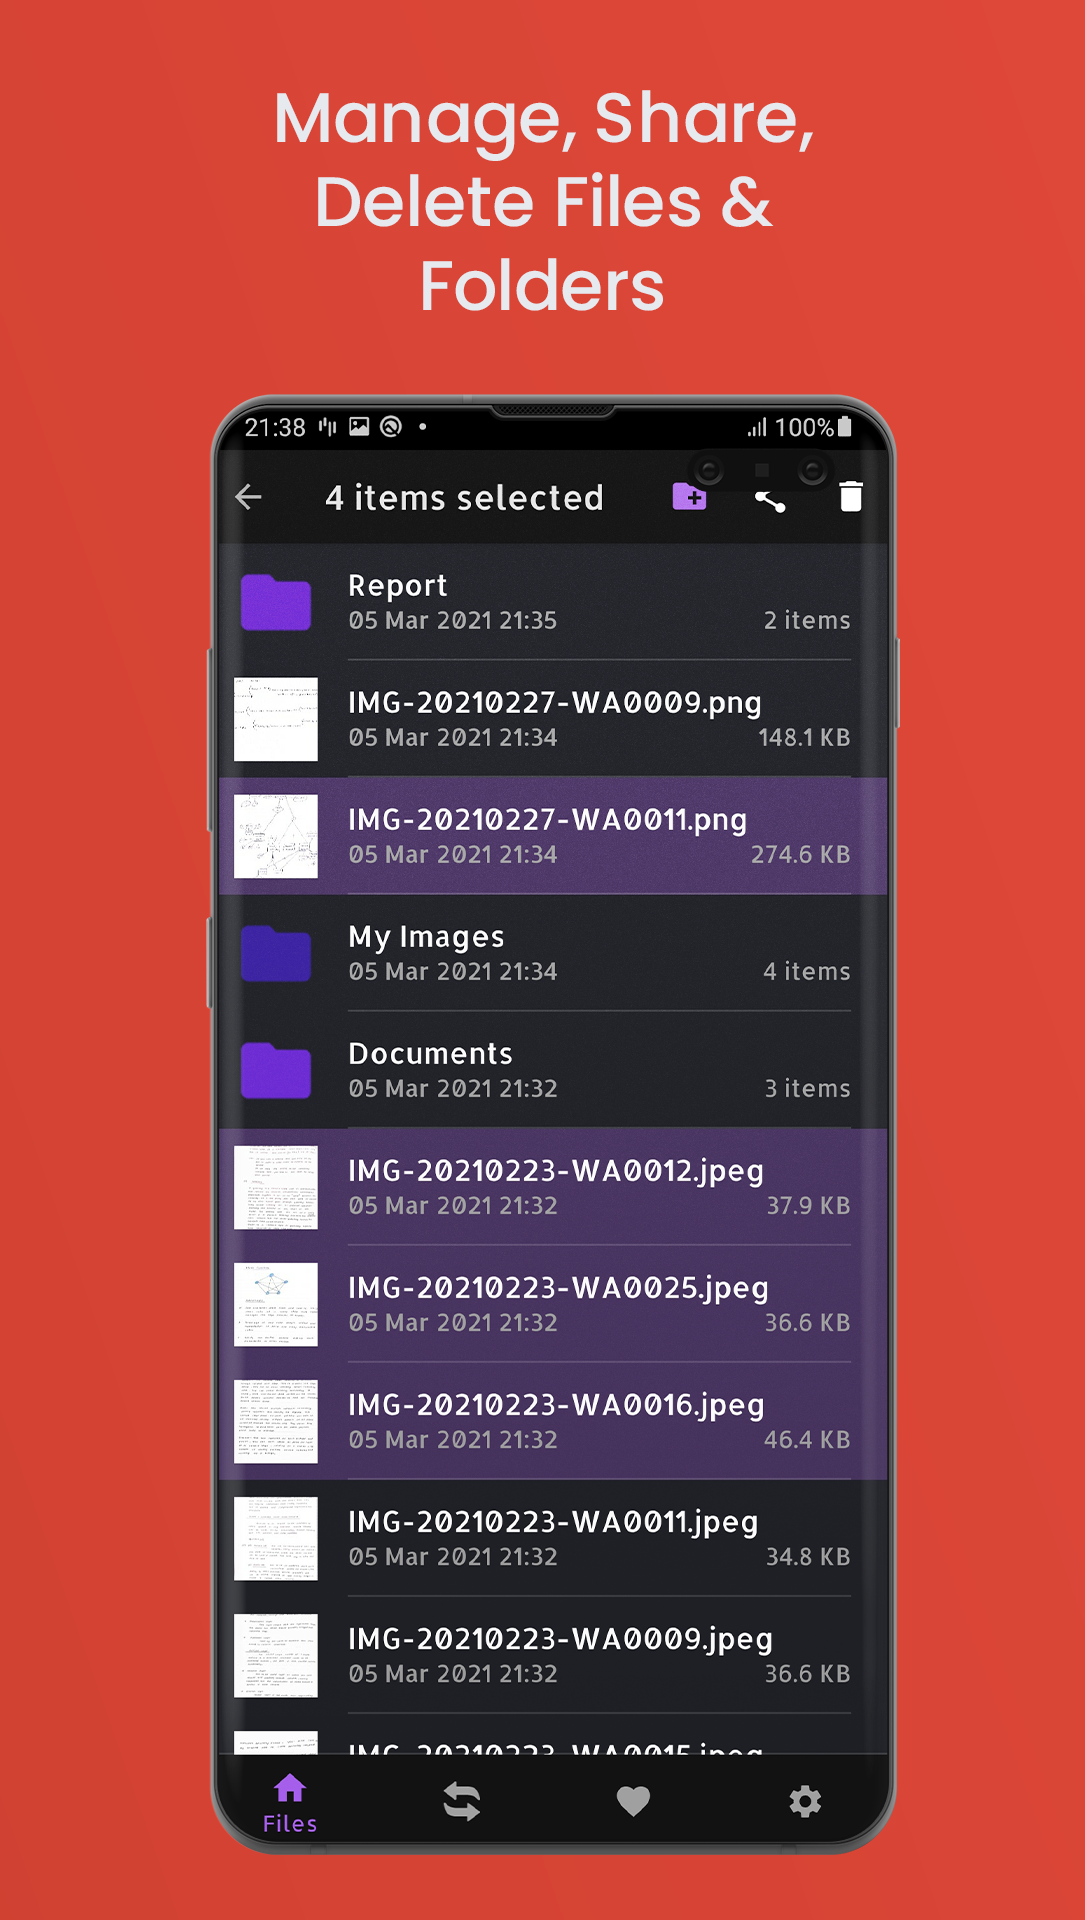 Manage, Share,
Delete Files &
Folders
21:38 100%
4 items selected
Report
05 Mar 2021 21:35 2 items
IMG-20210227-WA0009.png
05 Mar 2021 21:34 148.1 KB
IMG-20210227-WA0011.png
05 Mar 2021 21:34 274.6 KB
My Images
05 Mar 2021 21:34 4 items
Documents
05 Mar 2021 21:32 3 items
IMG-20210223-WA0012.jpeg
05 Mar 2021 21:32 37.9 KB
IMG-20210223-WA0025.jpeg
05 Mar 2021 21:32 36.6 KB
IMG-20210223-WA0016.jpeg
05 Mar 2021 21:32 46.4 KB
IMG-20210223-WA0011.jpeg
05 Mar 2021 21:32 34.8 KB
IMG-20210223-WA0009.jpeg
05 Mar 2021 21:32 36.6 KB
IMG-20210223-WA0015.jpeg
Files